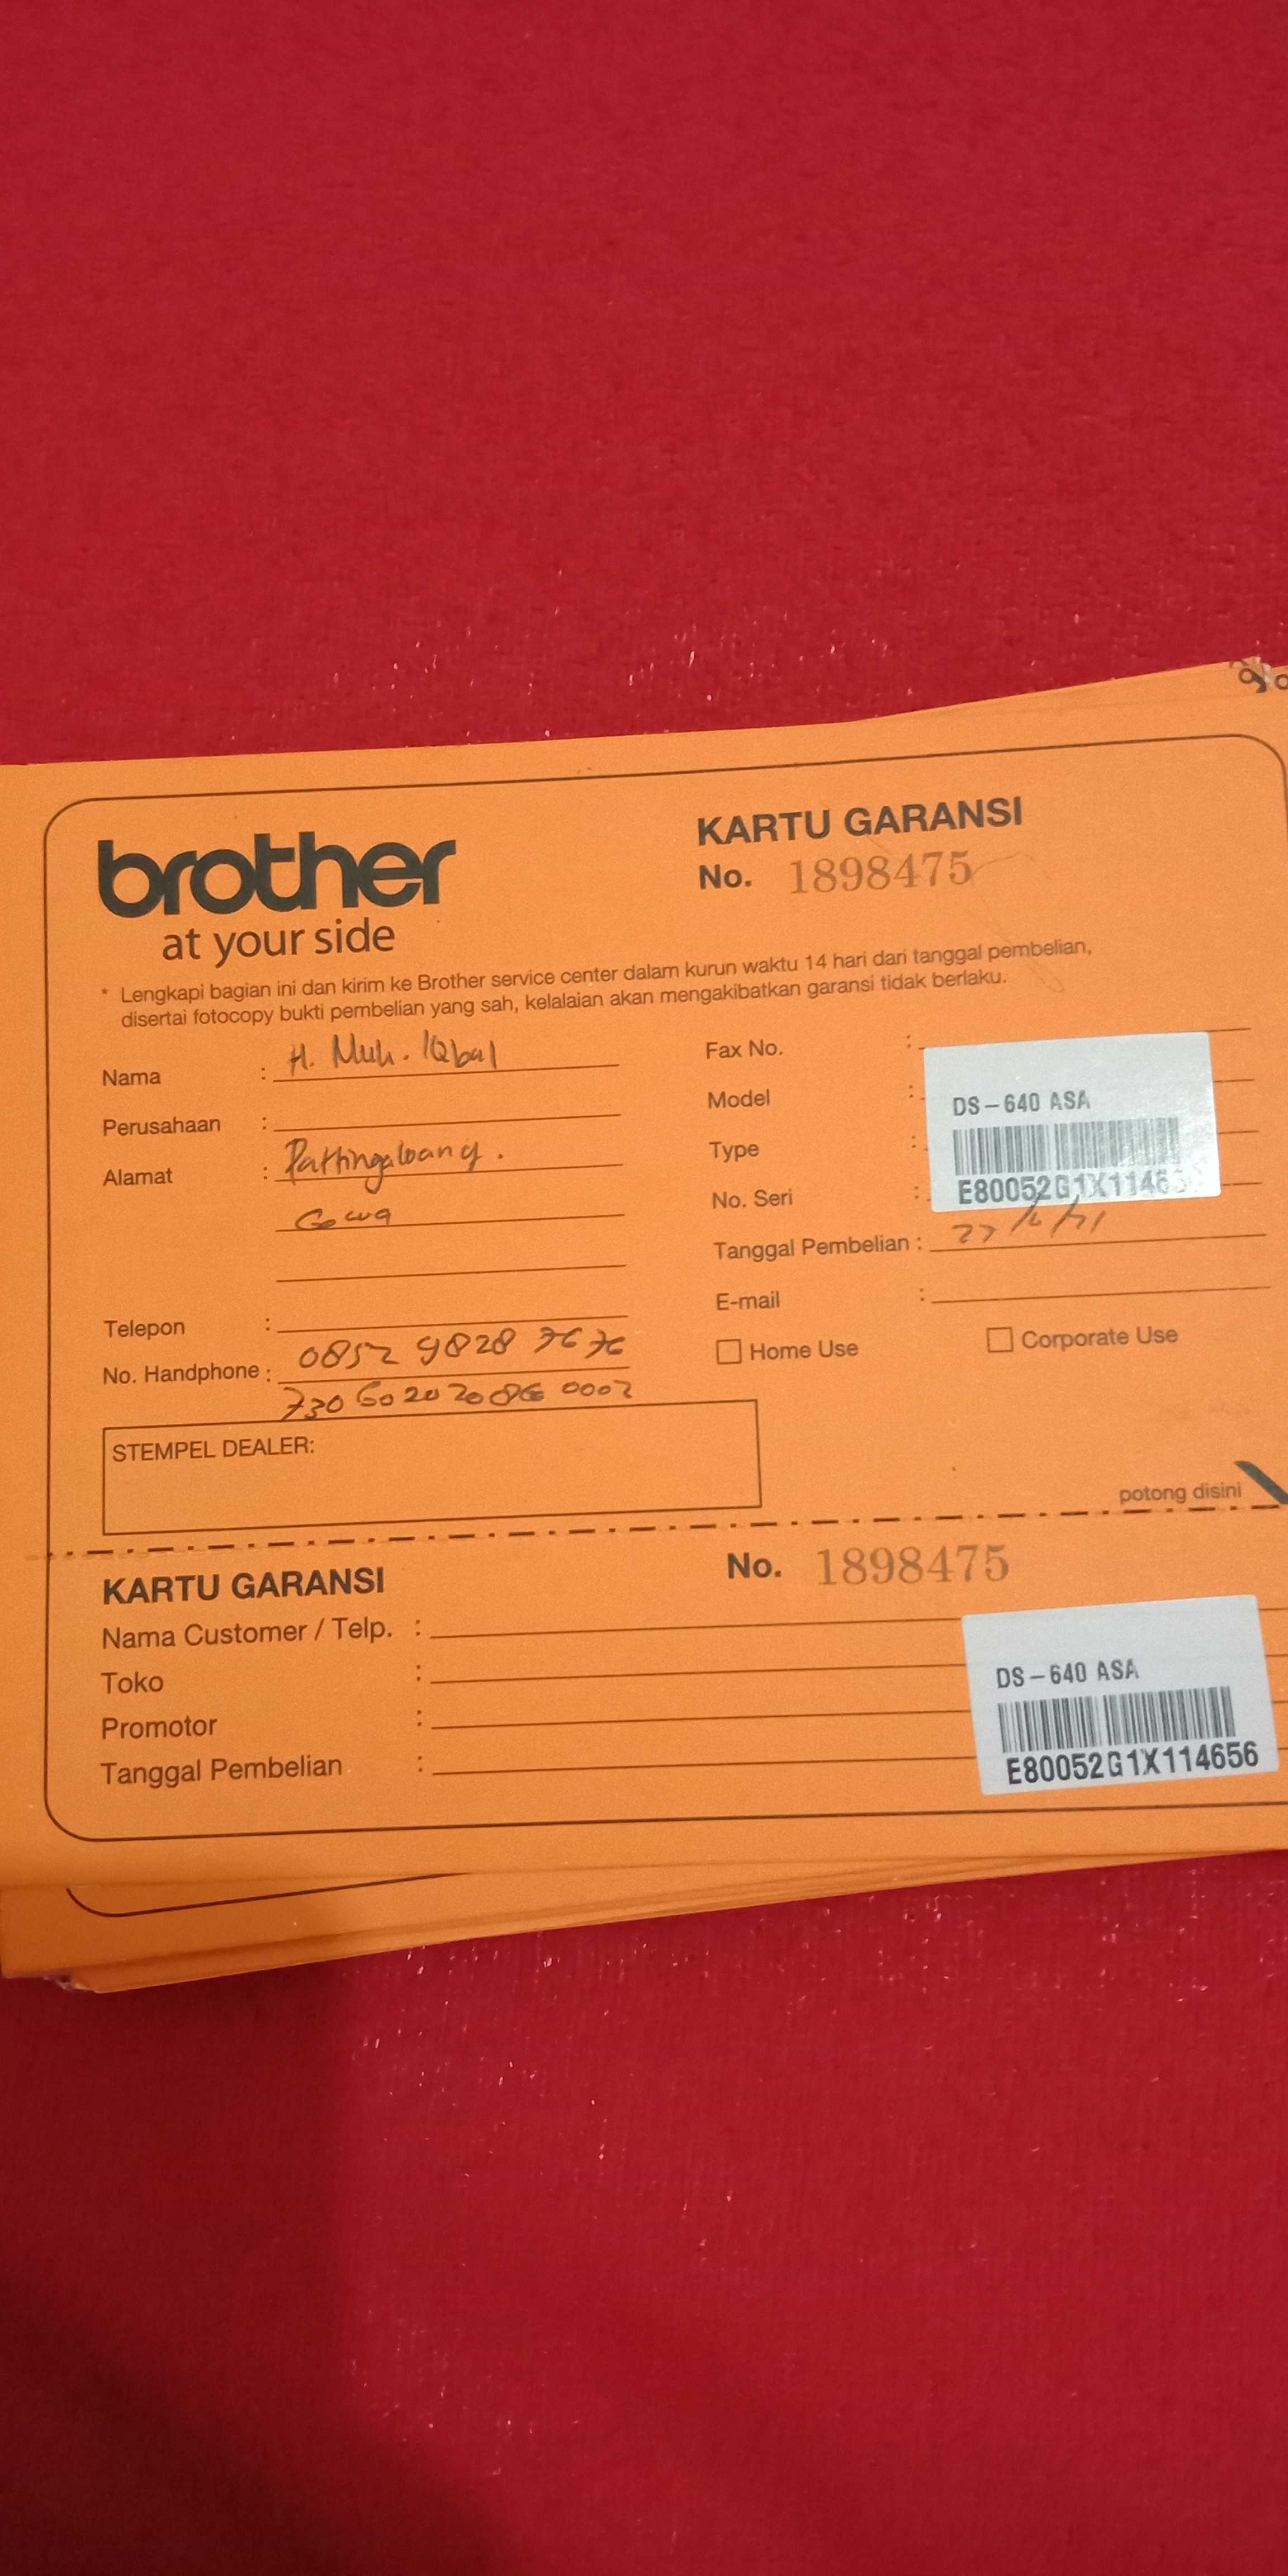 brother
at your side
KARTU GARANSI
No. 1898475
* Lengkapi bagian ini dan kirim ke Brother service center dalam kurun waktu 14 hari dari tanggal pembelian,
disertai fotocopy bukti pembelian yang sah, kelalaian akan mengakibatkan garansi tidak berlaku.
Nama : H. Muh. IQbal
Perusahaan :
Alamat : Pattingaloang.
Gowa
Telepon :
No. Handphone : 0852 9828 7676
STEMPEL DEALER:
Fax No. :
Model :
Type :
No. Seri :
DS-640 ASA
Tanggal Pembelian :
E-mail :
Home Use
Corporate Use
potong disini
KARTU GARANSI
No. 1898475
Nama Customer / Telp. :
Toko :
Promotor :
Tanggal Pembelian :
DS-640 ASA
E80052G1X114656